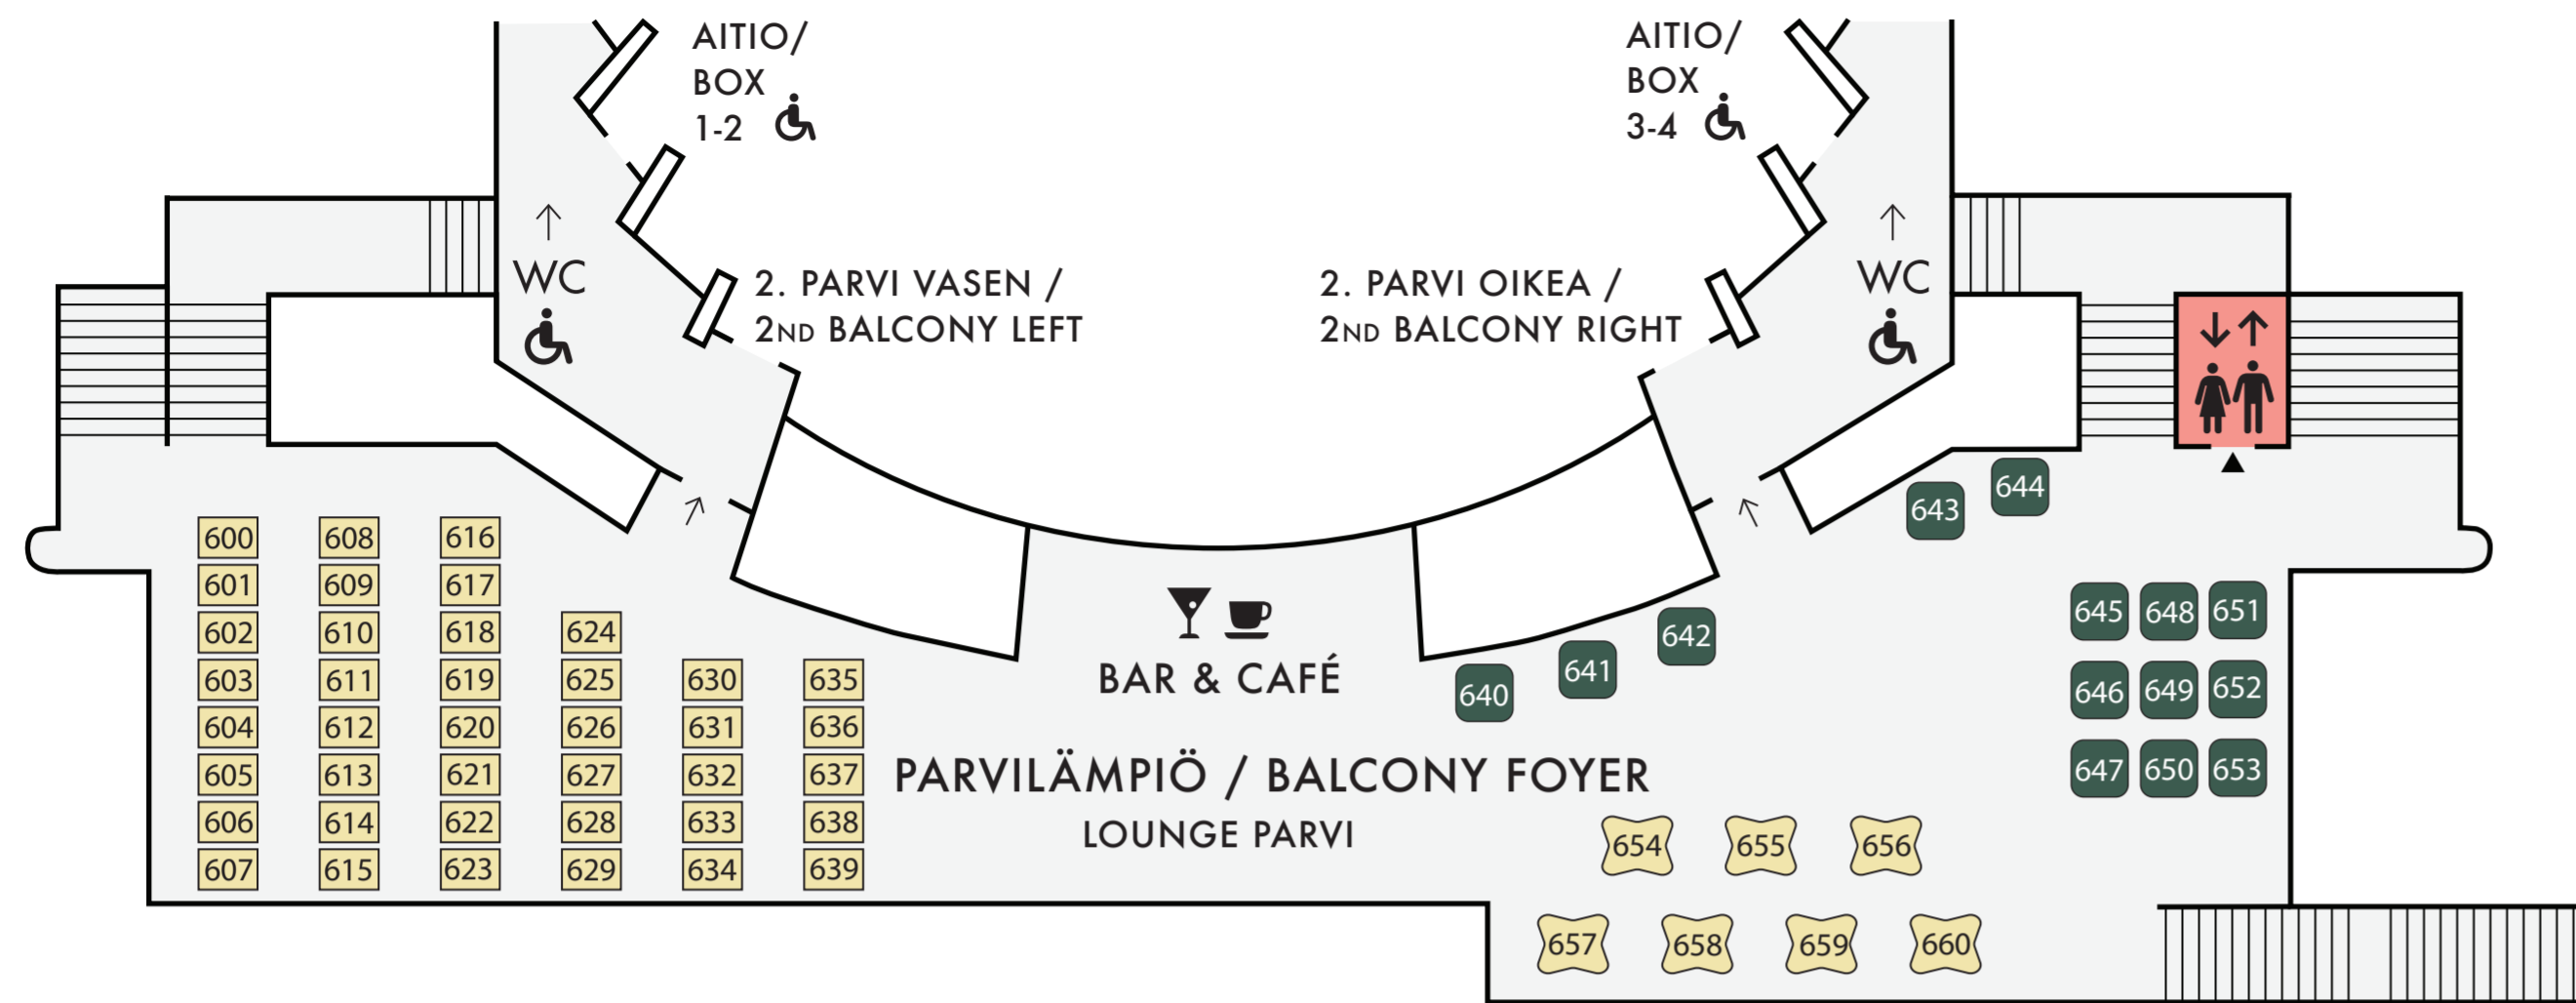 AITIO/
BOX
1-2
AITIO/
BOX
3-4
WC
2. PARVI VASEN /
2ND BALCONY LEFT
2. PARVI OIKEA /
2ND BALCONY RIGHT
WC
600 608 616
601 609 617
602 610 618 624
603 611 619 625 630 635
604 612 620 626 631 636
605 613 621 627 632 637
606 614 622 628 633 638
607 615 623 629 634 639
BAR & CAFÉ
PARVILÄMPIÖ / BALCONY FOYER
LOUNGE PARVI
640 641 642
643 644
645 648 651
646 649 652
647 650 653
654 655 656
657 658 659 660